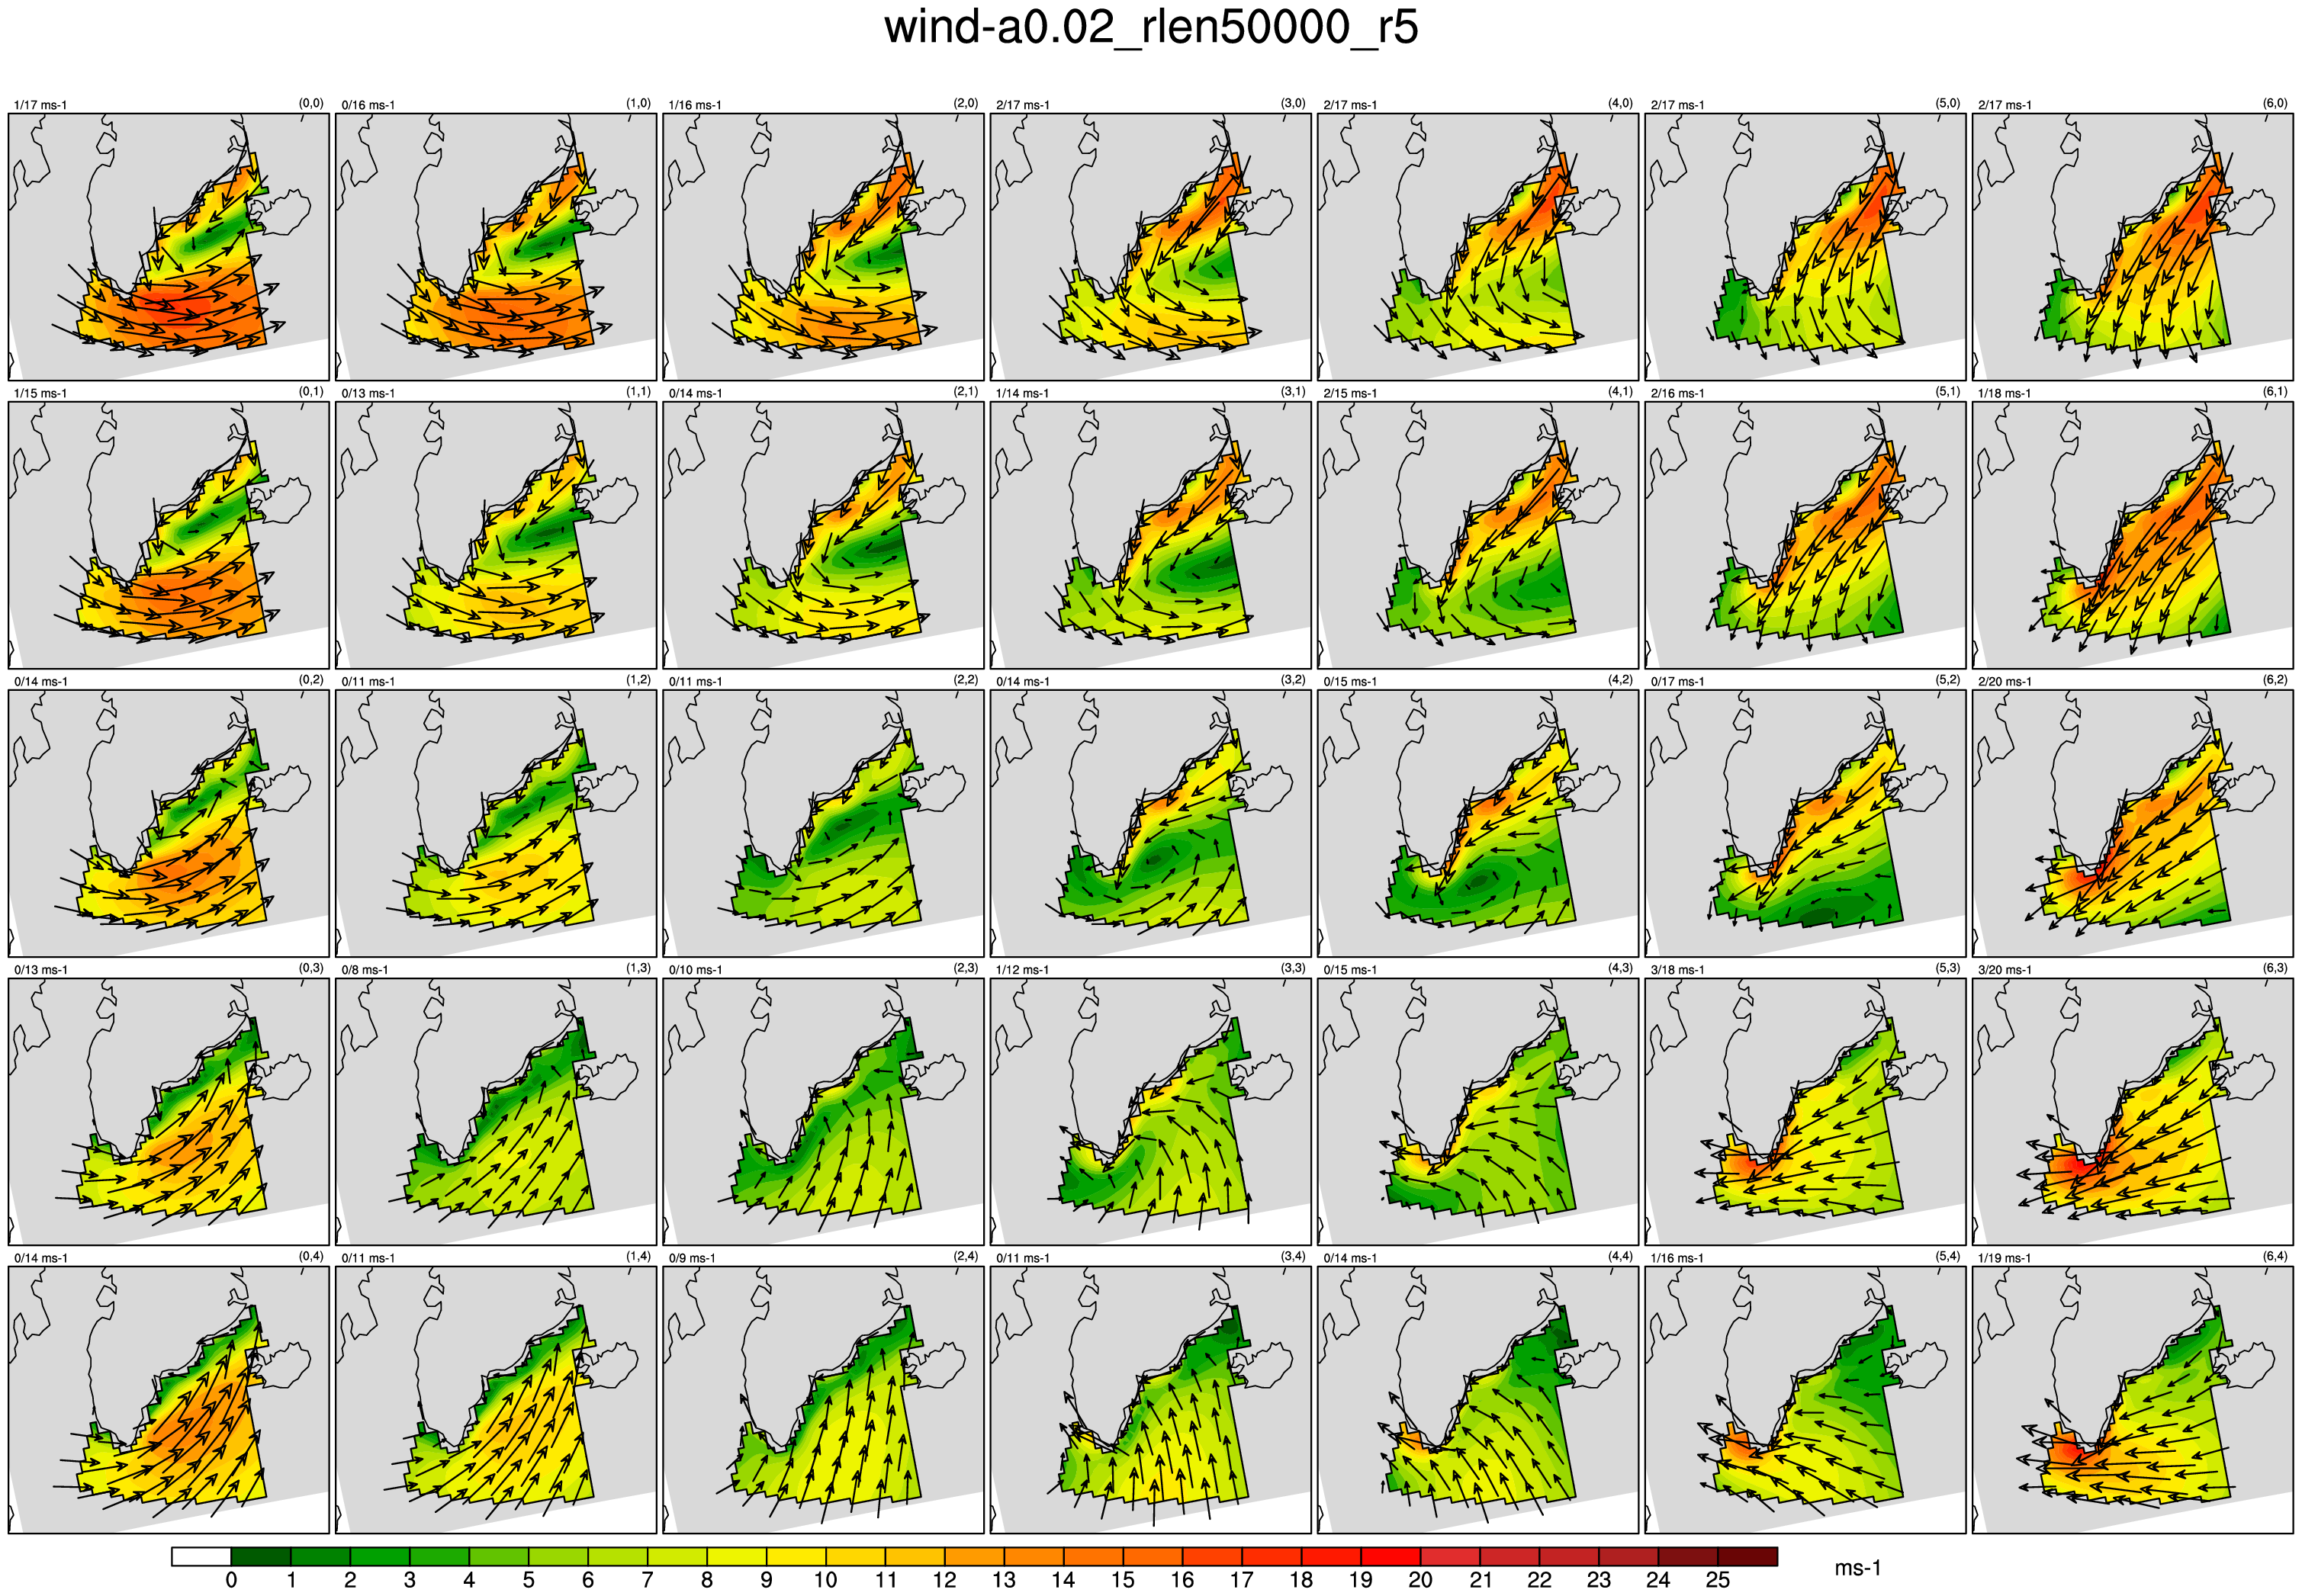 wind-a0.02_rlen50000_r5
1/17 ms-1 (0,0) 0/16 ms-1 (1,0) 1/16 ms-1 (2,0) 2/17 ms-1 (3,0) 2/17 ms-1 (4,0) 2/17 ms-1 (5,0) 2/17 ms-1 (6,0)
1/15 ms-1 (0,1) 0/13 ms-1 (1,1) 0/14 ms-1 (2,1) 1/14 ms-1 (3,1) 2/15 ms-1 (4,1) 2/16 ms-1 (5,1) 1/18 ms-1 (6,1)
0/14 ms-1 (0,2) 0/11 ms-1 (1,2) 0/11 ms-1 (2,2) 0/14 ms-1 (3,2) 0/15 ms-1 (4,2) 0/17 ms-1 (5,2) 2/20 ms-1 (6,2)
0/13 ms-1 (0,3) 0/8 ms-1 (1,3) 0/10 ms-1 (2,3) 1/12 ms-1 (3,3) 0/15 ms-1 (4,3) 3/18 ms-1 (5,3) 3/20 ms-1 (6,3)
0/14 ms-1 (0,4) 0/11 ms-1 (1,4) 0/9 ms-1 (2,4) 0/11 ms-1 (3,4) 0/14 ms-1 (4,4) 1/16 ms-1 (5,4) 1/19 ms-1 (6,4)
0 1 2 3 4 5 6 7 8 9 10 11 12 13 14 15 16 17 18 19 20 21 22 23 24 25 ms-1